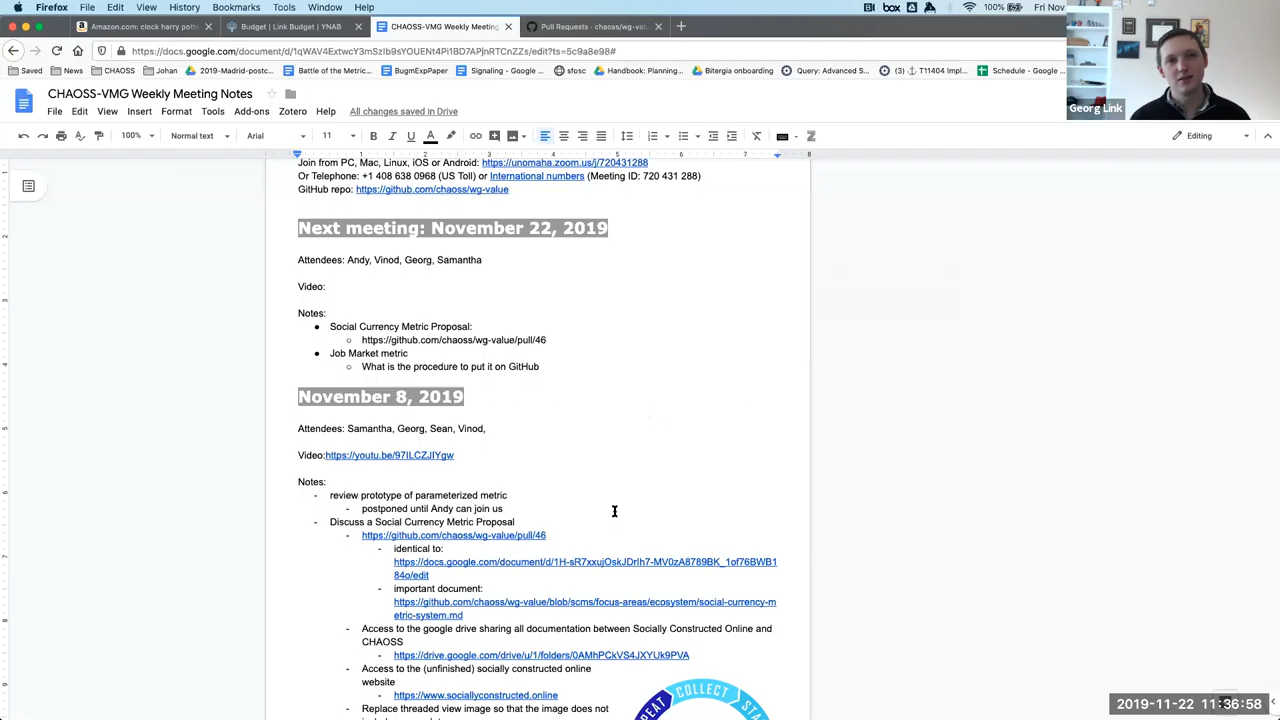 Firefox File Edit View History Bookmarks Tools Window Help box 100% Fri Nov
Amazon.com: clock harry pott Budget | Link Budget | YNAB CHAOSS-VMG Weekly Meeting Pull Requests · chaoss/wg-val
https://docs.google.com/document/d/1qWAV4ExtwcY3mSzIb9sYOUENt4Pi1BD7APjnRTCnZZs/edit?ts=5c9a8e98#
Saved News CHAOSS Johan 2019-Madrid-postc... Battle of the Metric... BugmExpPaper Signaling - Google ... sfosc Handbook: Planning... Bitergia onboarding Query: Advanced S... (3) T11404 Impl... Schedule - Google ...
Georg Link
CHAOSS-VMG Weekly Meeting Notes
File Edit View Insert Format Tools Add-ons Zotero Help All changes saved in Drive
100% Normal text Arial 11 B I U A Editing
Join from PC, Mac, Linux, iOS or Android: https://unomaha.zoom.us/j/720431288
Or Telephone: +1 408 638 0968 (US Toll) or International numbers (Meeting ID: 720 431 288)
GitHub repo: https://github.com/chaoss/wg-value
Next meeting: November 22, 2019
Attendees: Andy, Vinod, Georg, Samantha
Video:
Notes:
● Social Currency Metric Proposal:
○ https://github.com/chaoss/wg-value/pull/46
● Job Market metric
○ What is the procedure to put it on GitHub
November 8, 2019
Attendees: Samantha, Georg, Sean, Vinod,
Video:https://youtu.be/97ILCZJIYgw
Notes:
- review prototype of parameterized metric
- postponed until Andy can join us
- Discuss a Social Currency Metric Proposal
- https://github.com/chaoss/wg-value/pull/46
- identical to:
https://docs.google.com/document/d/1H-sR7xxujOskJDrIh7-MV0zA8789BK_1of76BWB1
84o/edit
- important document:
https://github.com/chaoss/wg-value/blob/scms/focus-areas/ecosystem/social-currency-m
etric-system.md
- Access to the google drive sharing all documentation between Socially Constructed Online and
CHAOSS
- https://drive.google.com/drive/u/1/folders/0AMhPCkVS4JXYUk9PVA
- Access to the (unfinished) socially constructed online
website
- https://www.sociallyconstructed.online
- Replace threaded view image so that the image does not
COLLECT
2019-11-22 11:36:58